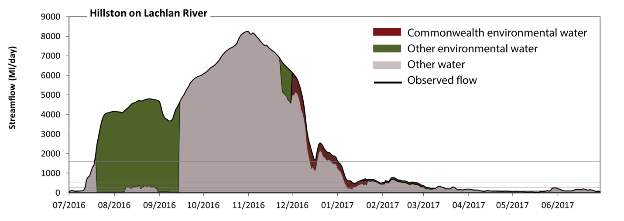 Hillston on Lachlan River
Streamflow (Ml/day)
9000
8000
7000
6000
5000
4000
3000
2000
1000
0
Commonwealth environmental water
Other environmental water
Other water
Observed flow
07/2016 08/2016 09/2016 10/2016 11/2016 12/2016 01/2017 02/2017 03/2017 04/2017 05/2017 06/2017